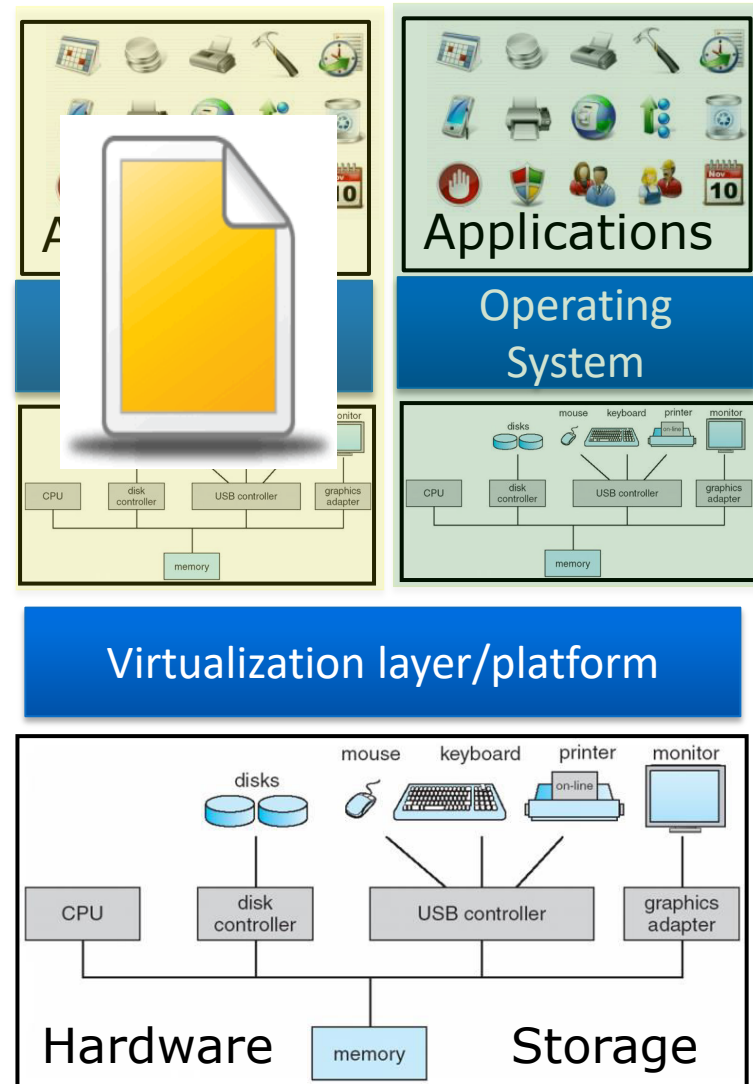 Nov
10
10
A
Applications
Operating
System
onitor
CPU
disk
controller
USB controller
graphics
adapter
memory
disks
mouse
keyboard
printer
monitor
on-line
CPU
disk
controller
USB controller
graphics
adapter
memory
Virtualization layer/platform
disks
mouse
keyboard
printer
monitor
on-line
CPU
disk
controller
USB controller
graphics
adapter
memory
Hardware
Storage